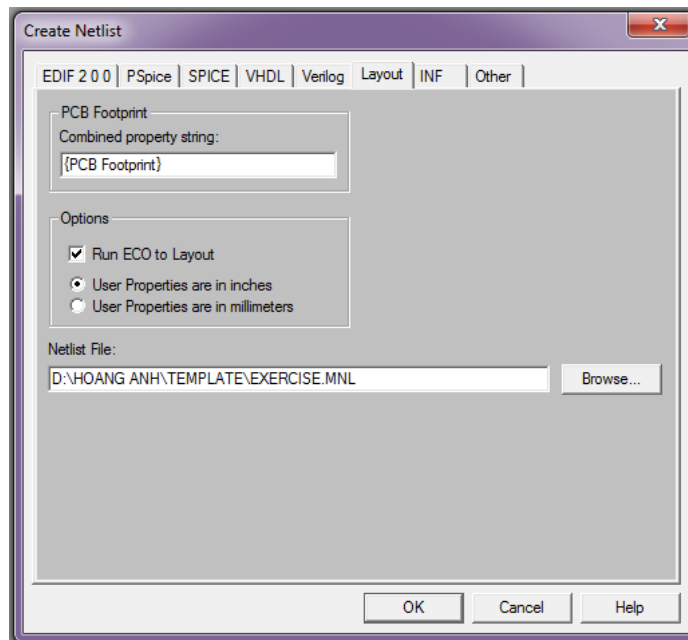 Create Netlist
EDIF 2 0 0 PSpice SPICE VHDL Verilog Layout INF Other
PCB Footprint
Combined property string:
{PCB Footprint}
Options
Run ECO to Layout
User Properties are in inches
User Properties are in millimeters
Netlist File:
D:\HOANG ANH\TEMPLATE\EXERCISE.MNL Browse...
OK Cancel Help